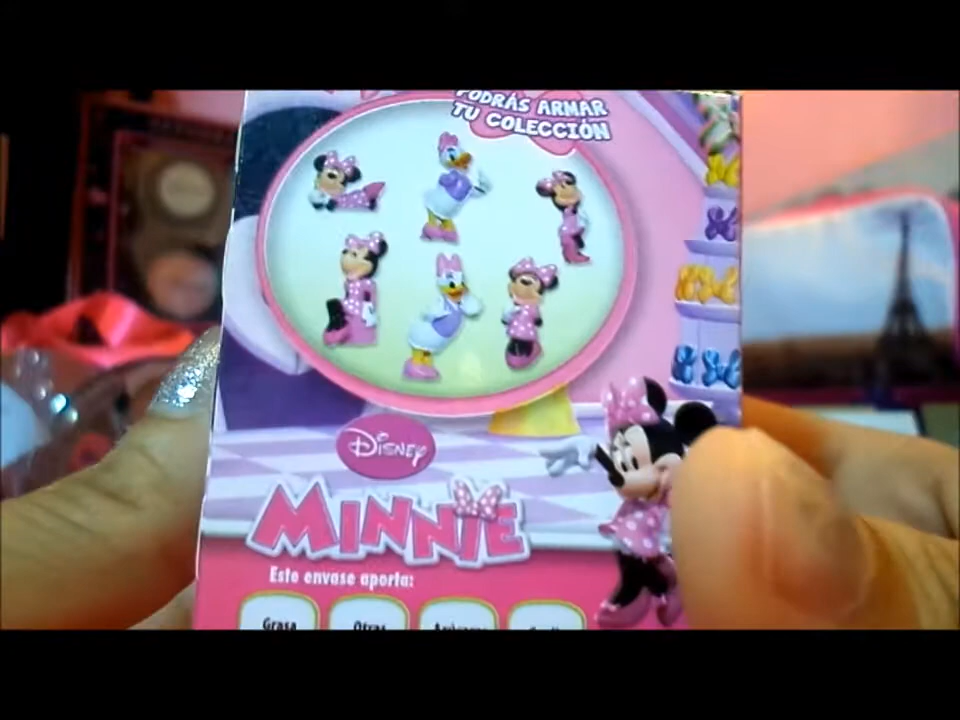 PODRÁS ARMAR
TU COLECCIÓN
DISNEY
MINNIE
Este envase aporta:
Grasa Otras